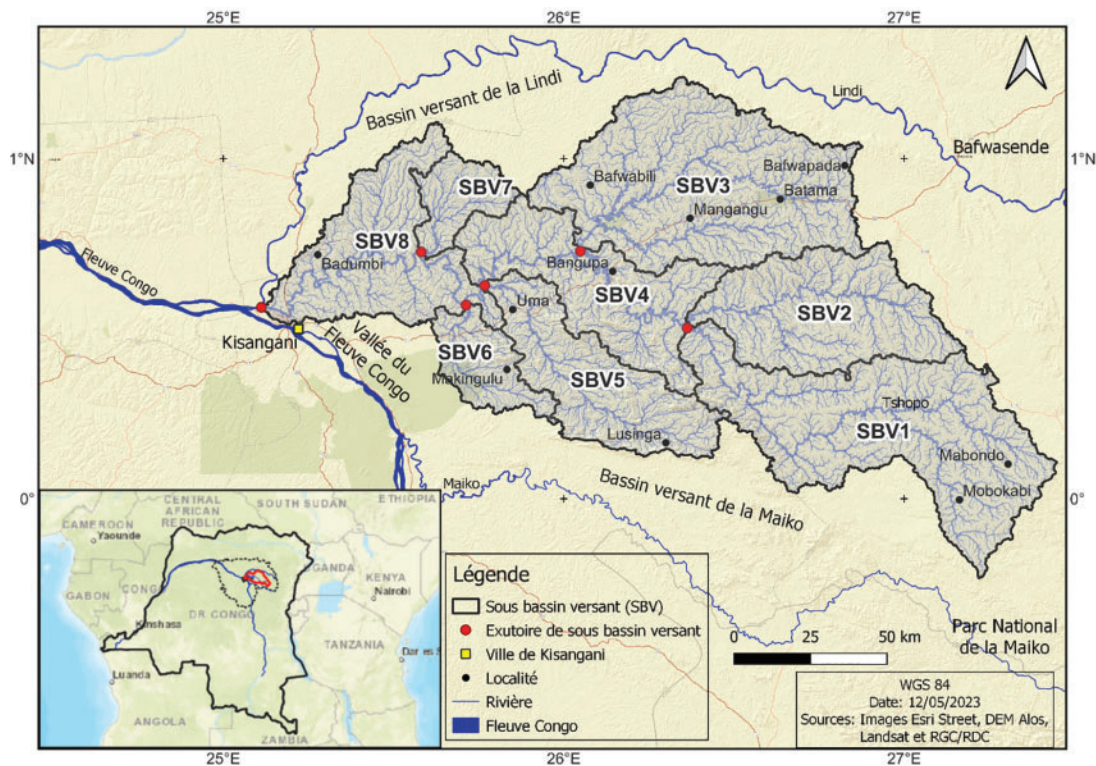 25°E
26°E
27°E
1°N
1°N
0°
0°
25°E
26°E
27°E
Bassin versant de la Lindi
Lindi
Bafwasende
Bafwapada
Bafwabili
SBV3
Batama
Mangangu
SBV7
SBV8
Badumbi
Bangupa
SBV4
SBV2
Uma
Fleuve Congo
Kisangani
Vallée du
Fleuve Congo
SBV6
Makingulu
SBV5
Lusinga
Tshopo
SBV1
Mabondo
Mobokabi
Maiko
Bassin versant de la Maiko
Parc National
de la Maiko
CENTRAL
AFRICAN
REPUBLIC
SOUTH SUDAN
ETHIOPIA
CAMEROON
Yaounde
UGANDA
KENYA
Nairobi
GABON
CONGO
DR CONGO
Kinshasa
TANZANIA
Dar es S
Luanda
ANGOLA
ZAMBIA
Légende
Sous bassin versant (SBV)
Exutoire de sous bassin versant
Ville de Kisangani
Localité
Rivière
Fleuve Congo
0 25 50 km
WGS 84
Date: 12/05/2023
Sources: Images Esri Street, DEM Alos,
Landsat et RGC/RDC